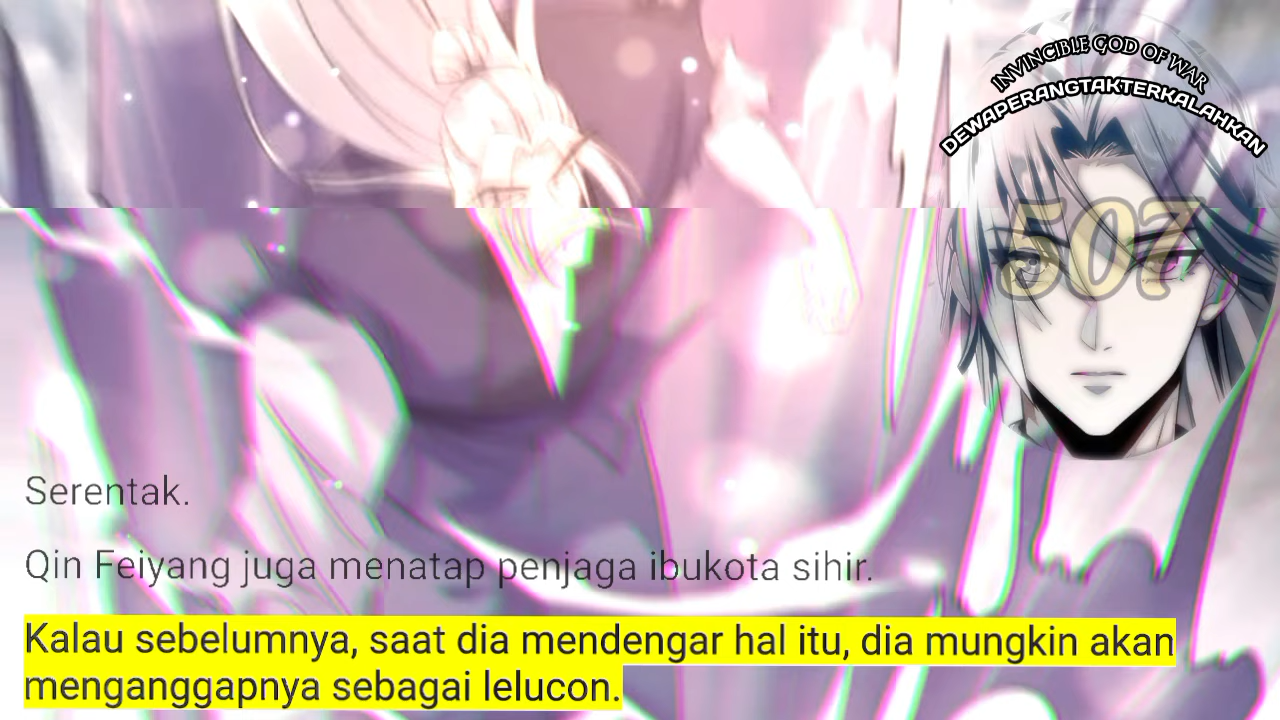 INVINCIBLE GOD OF WAR
DEWAPERANGTAKTERKALAHKAN
507
Serentak.
Qin Feiyang juga menatap penjaga ibukota sihir.
Kalau sebelumnya, saat dia mendengar hal itu, dia mungkin akan
menganggapnya sebagai lelucon.